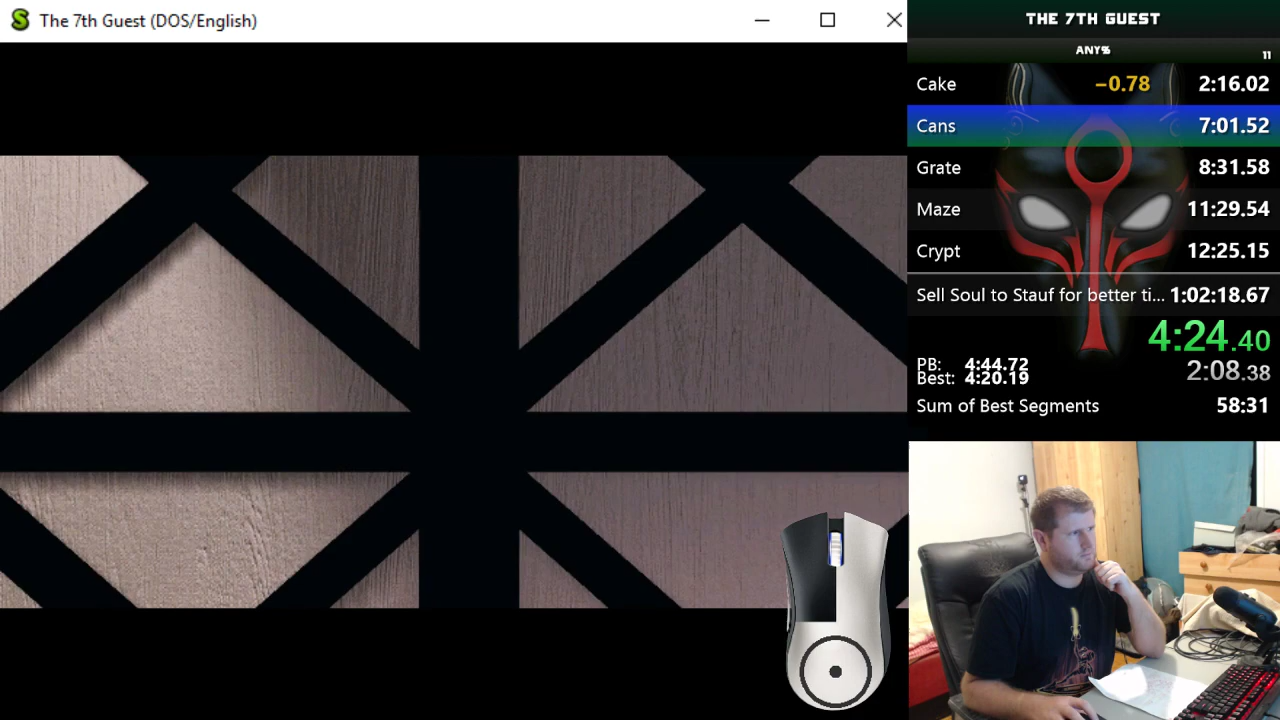 The 7th Guest (DOS/English)
THE 7TH GUEST
ANY%
11
Cake −0.78 2:16.02
Cans 7:01.52
Grate 8:31.58
Maze 11:29.54
Crypt 12:25.15
Sell Soul to Stauf for better ti... 1:02:18.67
4:24.40
PB: 4:44.72
Best: 4:20.19
2:08.38
Sum of Best Segments 58:31